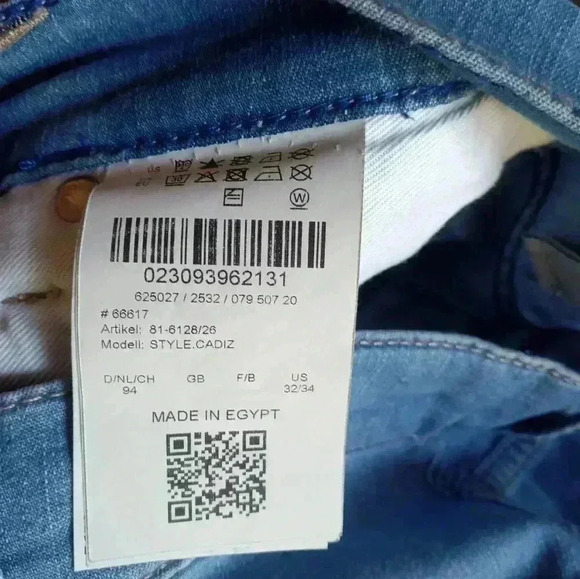 023093962131
625027 / 2532 / 079 507 20
# 66617
Artikel: 81-6128/26
Modell: STYLE.CADIZ
D/NL/CH GB F/B US
94 32/34
MADE IN EGYPT